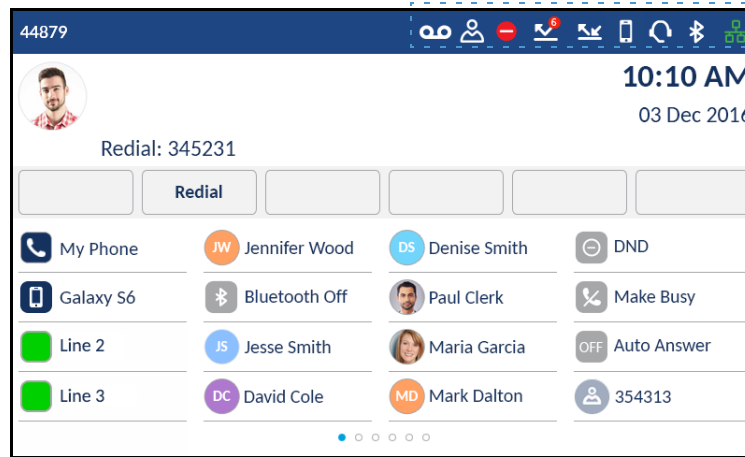 44879
6
10:10 AM
03 Dec 2016
Redial: 345231
Redial
My Phone
JW Jennifer Wood
DS Denise Smith
DND
Galaxy S6
Bluetooth Off
Paul Clerk
Make Busy
Line 2
JS Jesse Smith
Maria Garcia
OFF Auto Answer
Line 3
DC David Cole
MD Mark Dalton
354313